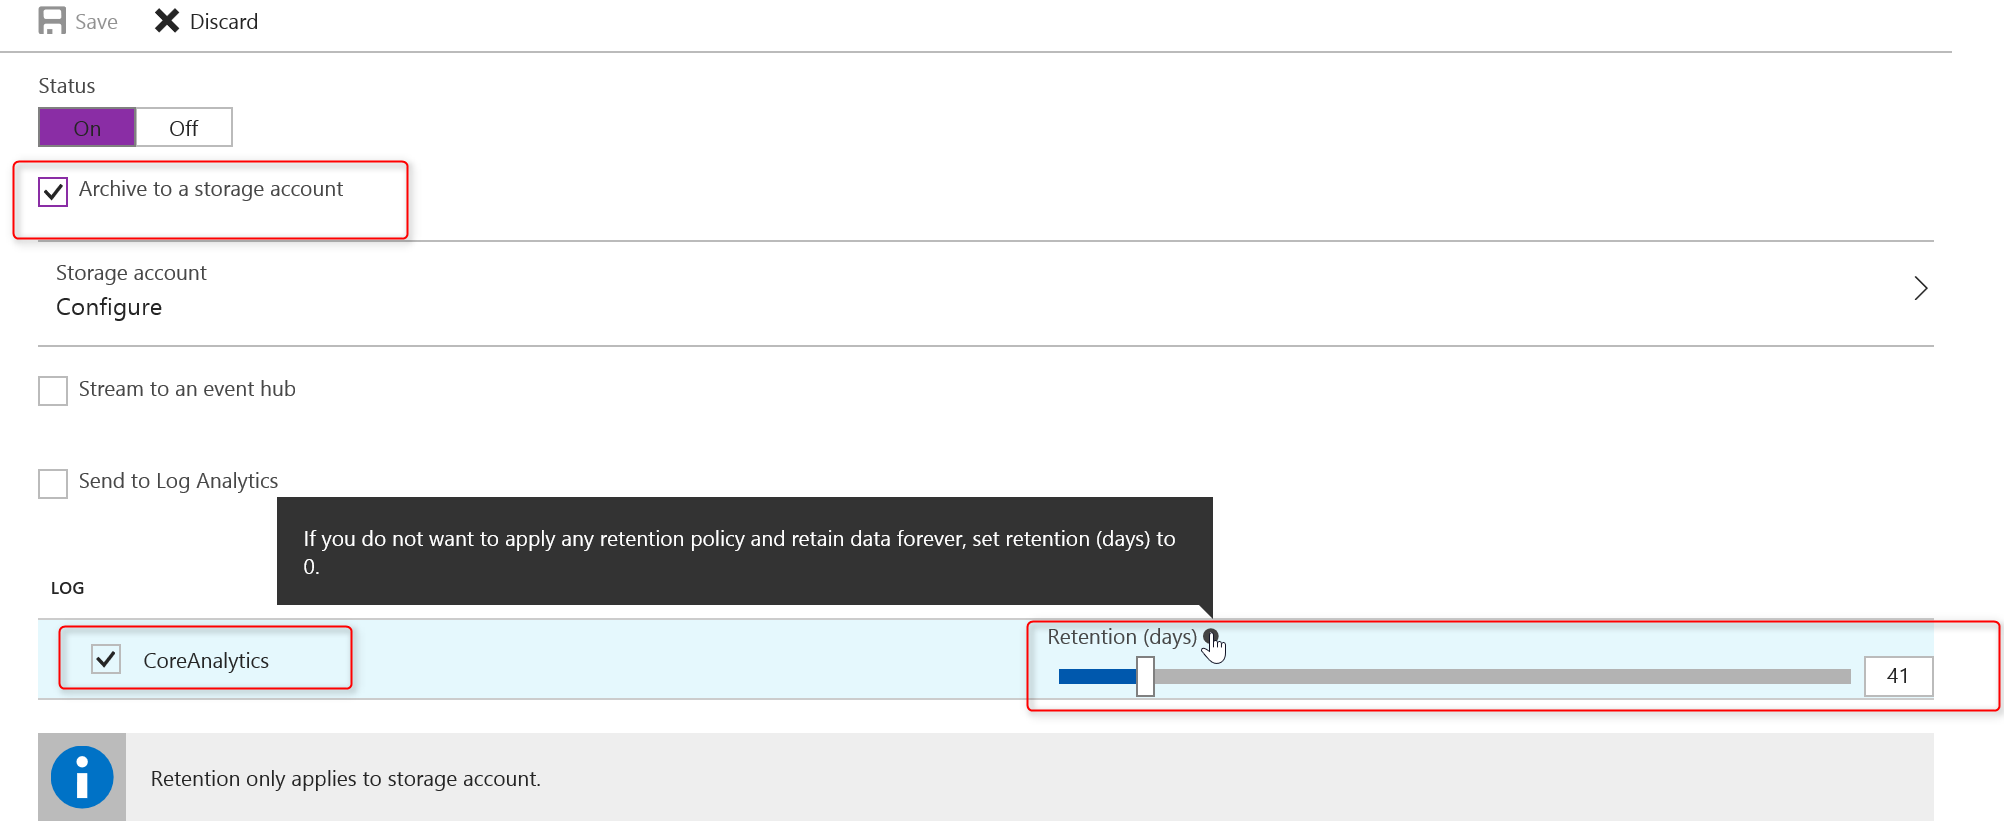 Save Discard
Status
On Off
Archive to a storage account
Storage account
Configure
Stream to an event hub
Send to Log Analytics
If you do not want to apply any retention policy and retain data forever, set retention (days) to
0.
LOG
Retention (days)
CoreAnalytics
41
Retention only applies to storage account.